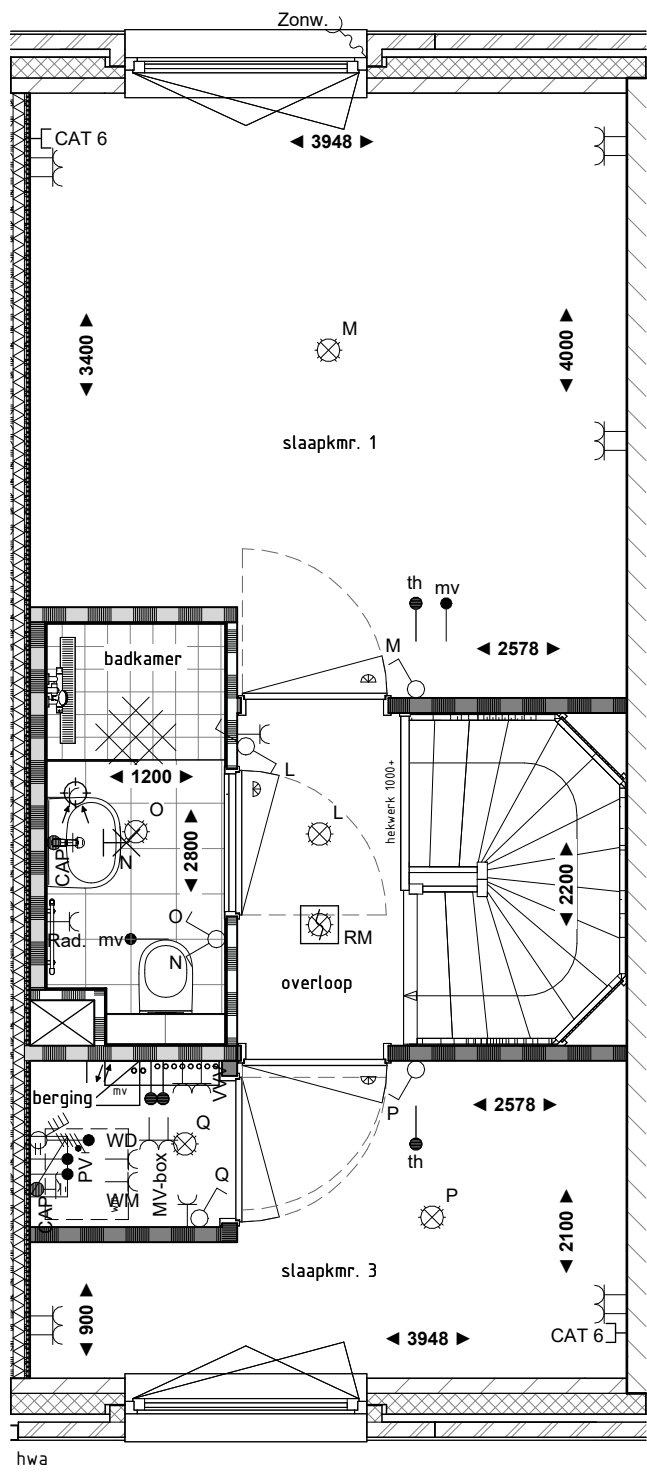 Zonw.
CAT 6
◄ 3948 ►
◄ 3400 ►
M
◄ 4000 ►
slaapkmr. 1
th
mv
M
◄ 2578 ►
badkamer
L
hekwerk 1000+
◄ 1200 ►
O
L
N
CAP
◄ 2800 ►
◄ 2200 ►
O
Rad.
mv
N
RM
overloop
berging
mv
VWV
P
◄ 2578 ►
WD
Q
PV
MV-box
th
WM
Q
CAP
P
◄ 2100 ►
slaapkmr. 3
◄ 900 ►
◄ 3948 ►
CAT 6
hwa